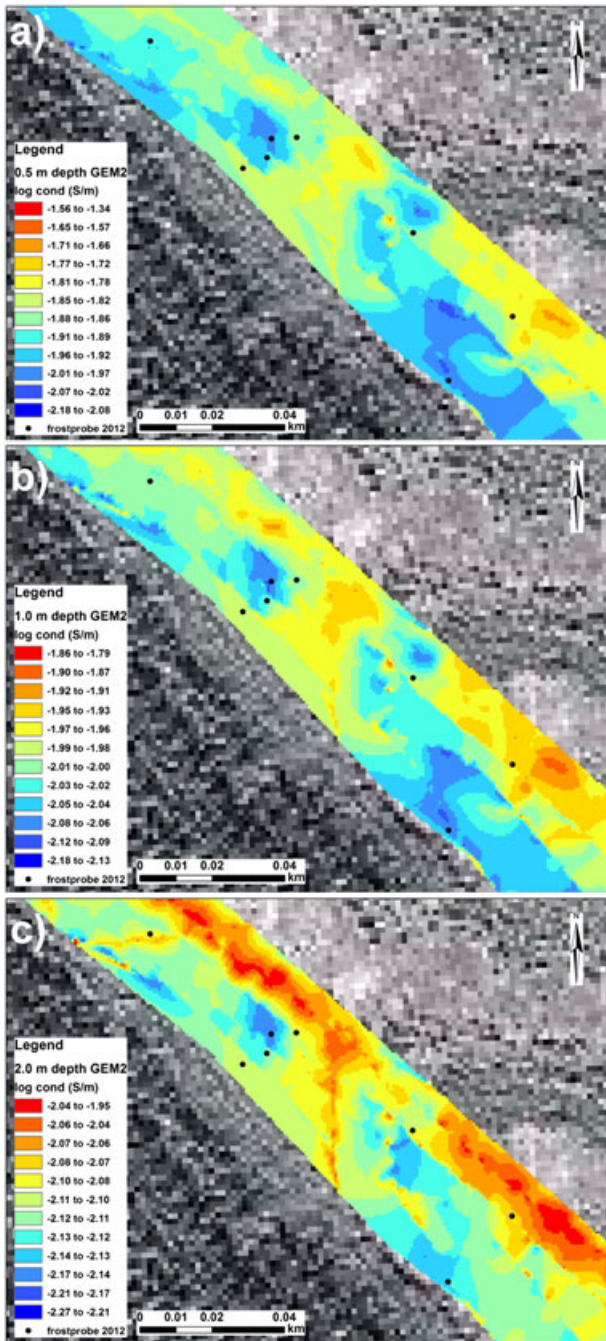 a)
Legend
0.5 m depth GEM2
log cond (S/m)
-1.56 to -1.34
-1.65 to -1.57
-1.71 to -1.66
-1.77 to -1.72
-1.81 to -1.78
-1.85 to -1.82
-1.88 to -1.86
-1.91 to -1.89
-1.96 to -1.92
-2.01 to -1.97
-2.07 to -2.02
-2.18 to -2.08
frostprobe 2012
0 0.01 0.02 0.04
km
b)
Legend
1.0 m depth GEM2
log cond (S/m)
-1.86 to -1.79
-1.90 to -1.87
-1.92 to -1.91
-1.95 to -1.93
-1.97 to -1.96
-1.99 to -1.98
-2.01 to -2.00
-2.03 to -2.02
-2.05 to -2.04
-2.08 to -2.06
-2.12 to -2.09
-2.18 to -2.13
frostprobe 2012
0 0.01 0.02 0.04
km
c)
Legend
2.0 m depth GEM2
log cond (S/m)
-2.04 to -1.95
-2.06 to -2.04
-2.07 to -2.06
-2.08 to -2.07
-2.10 to -2.08
-2.11 to -2.10
-2.12 to -2.11
-2.13 to -2.12
-2.14 to -2.13
-2.17 to -2.14
-2.21 to -2.17
-2.27 to -2.21
frostprobe 2012
0 0.01 0.02 0.04
km